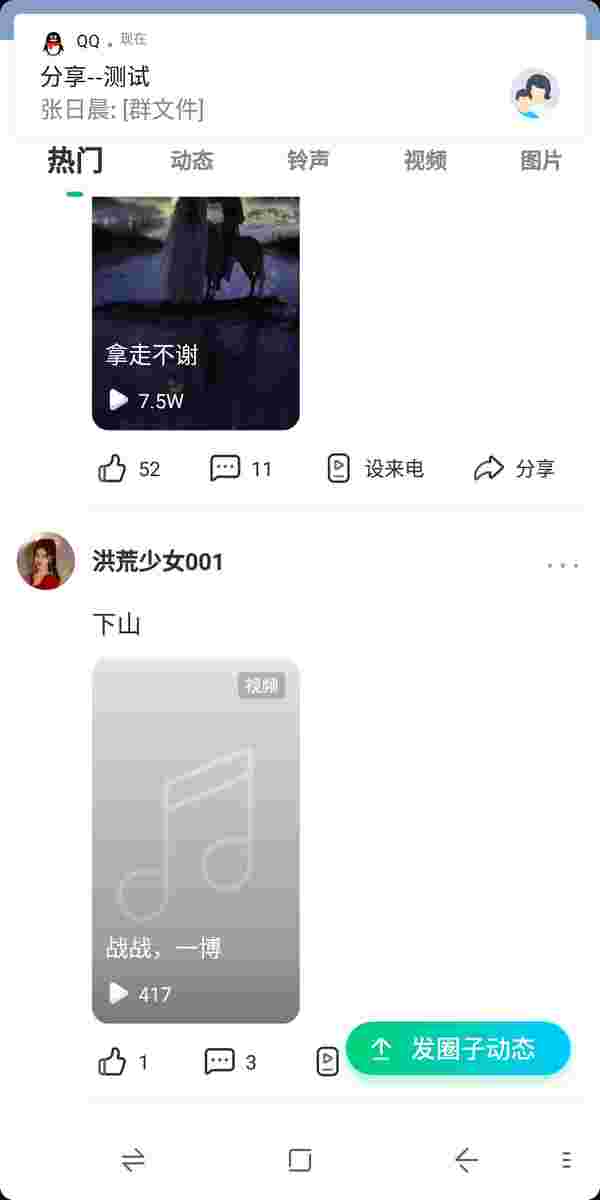 QQ · 现在
分享--测试
张日晨: [群文件]
热门 动态 铃声 视频 图片
拿走不谢
7.5W
52 11 设来电 分享
洪荒少女001
下山
视频
战战，一博
417
1 3 发圈子动态